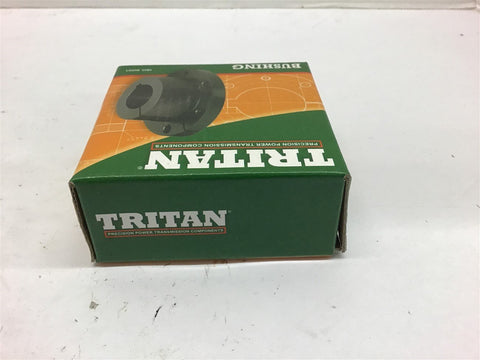 BUSHING
TRITAN
PRECISION POWER TRANSMISSION COMPONENTS
TRITAN
PRECISION POWER TRANSMISSION COMPONENTS